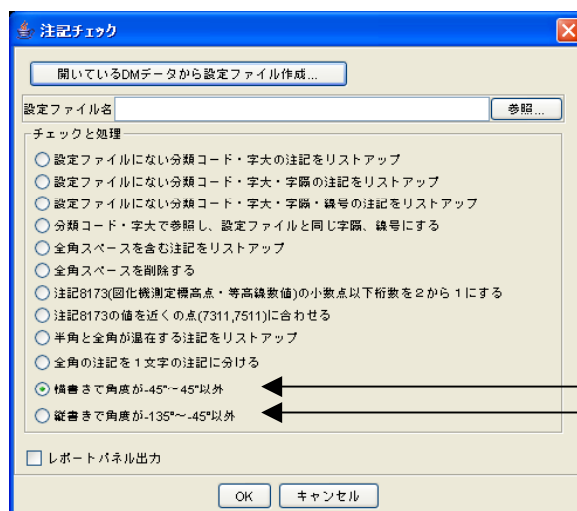 注記チェック
開いているDMデータから設定ファイル作成...
設定ファイル名
参照...
チェックと処理
設定ファイルにない分類コード・字大の注記をリストアップ
設定ファイルにない分類コード・字大・字隔の注記をリストアップ
設定ファイルにない分類コード・字大・字隔・線号の注記をリストアップ
分類コード・字大で参照し、設定ファイルと同じ字隔、線号にする
全角スペースを含む注記をリストアップ
全角スペースを削除する
注記8173(図化機測定標高点・等高線数値)の小数点以下桁数を2から1にする
注記8173の値を近くの点(7311,7511)に合わせる
半角と全角が混在する注記をリストアップ
全角の注記を1文字の注記に分ける
横書きで角度が-45°~45°以外
縦書きで角度が-135°~-45°以外
レポートパネル出力
OK
キャンセル